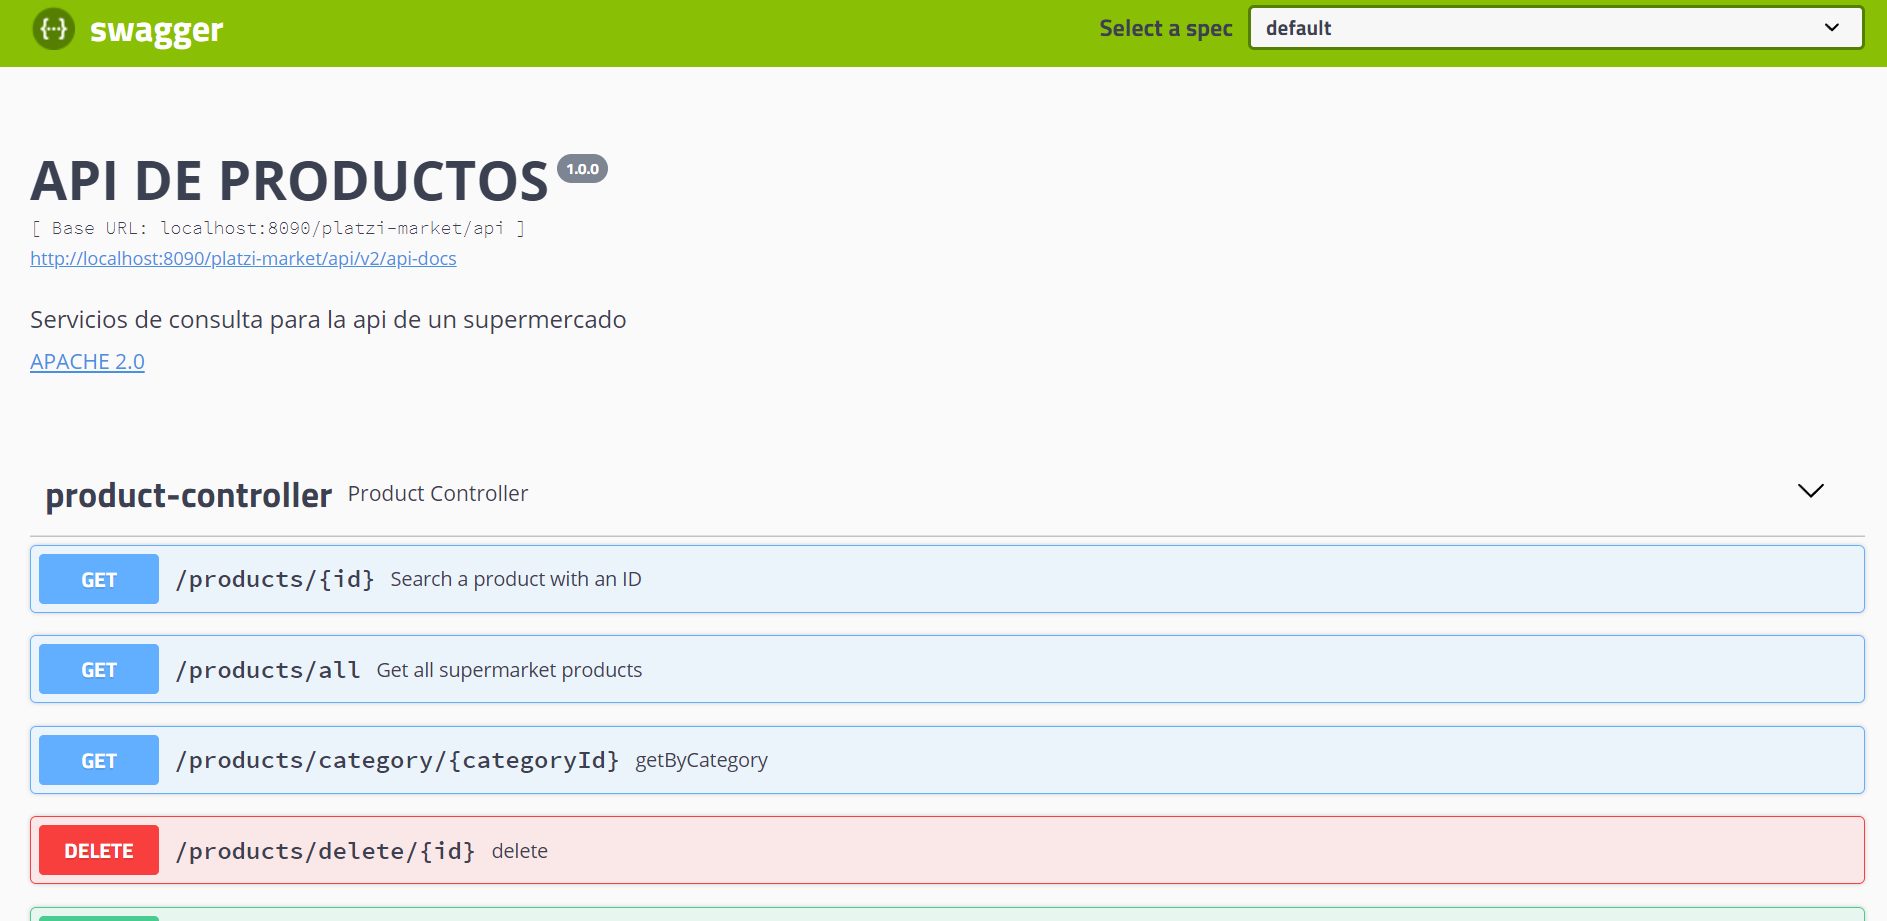 {...} swagger
Select a spec default
API DE PRODUCTOS 1.0.0
[ Base URL: localhost:8090/platzi-market/api ]
http://localhost:8090/platzi-market/api/v2/api-docs
Servicios de consulta para la api de un supermercado
APACHE 2.0
product-controller Product Controller
GET /products/{id} Search a product with an ID
GET /products/all Get all supermarket products
GET /products/category/{categoryId} getByCategory
DELETE /products/delete/{id} delete